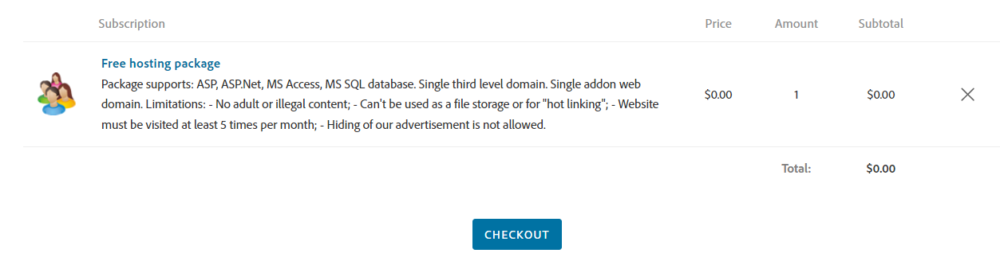 Subscription Price Amount Subtotal
Free hosting package
Package supports: ASP, ASP.Net, MS Access, MS SQL database. Single third level domain. Single addon web
domain. Limitations: - No adult or illegal content; - Can't be used as a file storage or for "hot linking"; - Website
must be visited at least 5 times per month; - Hiding of our advertisement is not allowed.
$0.00 1 $0.00
Total: $0.00
CHECKOUT